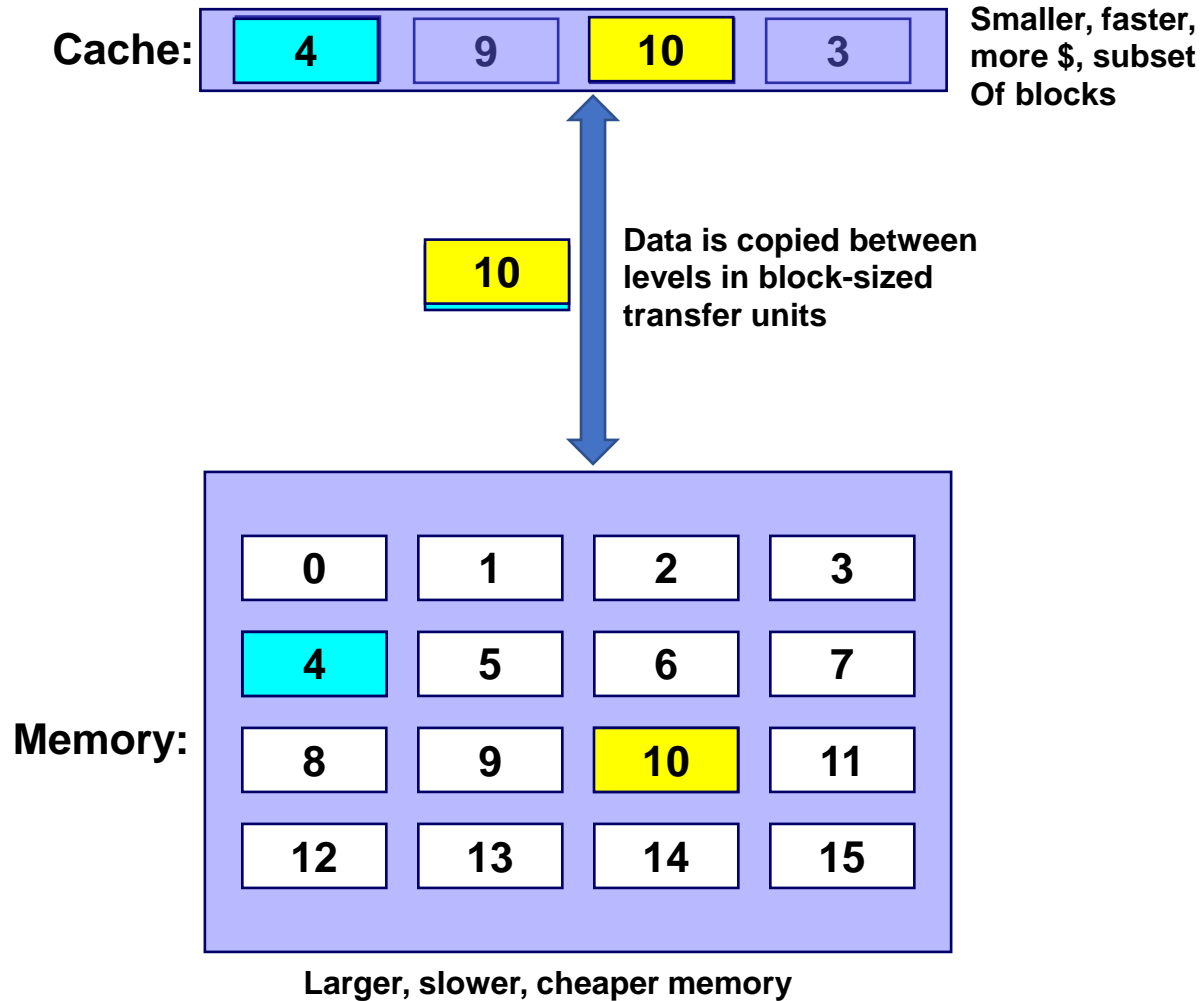 Cache:
4 9 10 3
Smaller, faster,
more $, subset
Of blocks
10
Data is copied between
levels in block-sized
transfer units
Memory:
0 1 2 3
4 5 6 7
8 9 10 11
12 13 14 15
Larger, slower, cheaper memory